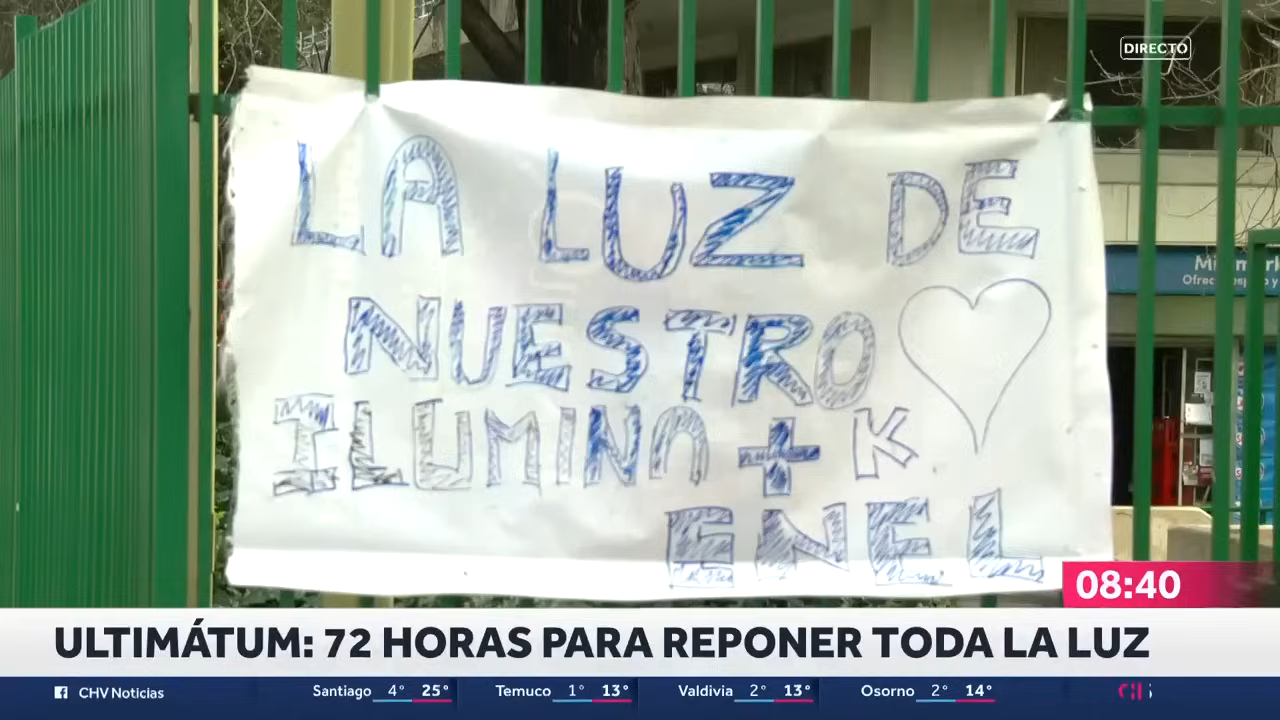 DIRECTO
LA LUZ DE
NUESTRO
ILUMINA + K
ENEL
08:40
ULTIMÁTUM: 72 HORAS PARA REPONER TODA LA LUZ
CHV Noticias Santiago 4° 25° Temuco 1° 13° Valdivia 2° 13° Osorno 2° 14°